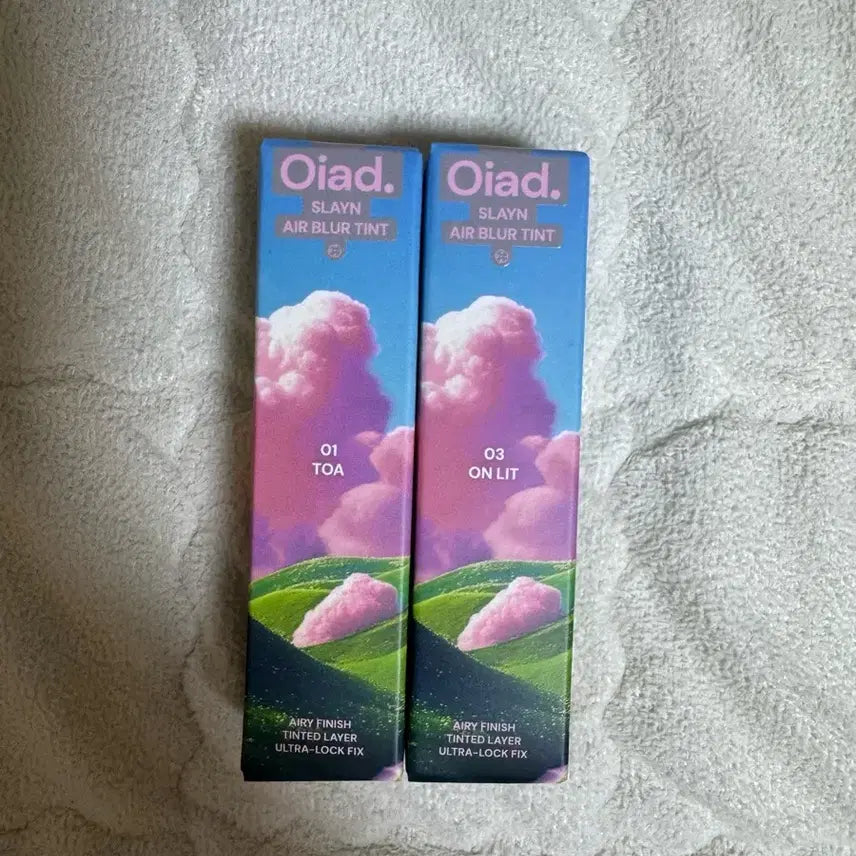 Oiad.
SLAYN
AIR BLUR TINT
01
TOA
AIRY FINISH
TINTED LAYER
ULTRA-LOCK FIX
Oiad.
SLAYN
AIR BLUR TINT
03
ON LIT
AIRY FINISH
TINTED LAYER
ULTRA-LOCK FIX